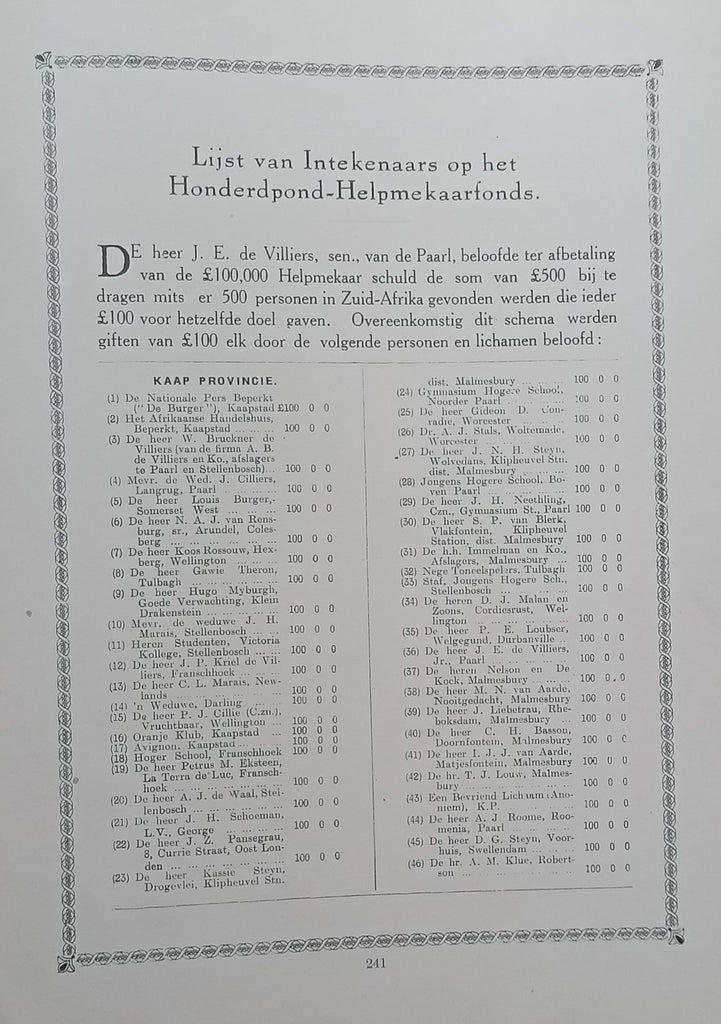 Lijst van Intekenaars op het
Honderdpond-Helpmekaarfonds.
DE heer J. E. de Villiers, sen., van de Paarl, beloofde ter afbetaling
van de £100,000 Helpmekaar schuld de som van £500 bij te
dragen mits er 500 personen in Zuid-Afrika gevonden werden die ieder
£100 voor hetzelfde doel gaven. Overeenkomstig dit schema werden
giften van £100 elk door de volgende personen en lichamen beloofd:
KAAP PROVINCIE.
(1) De Nationale Pers Beperkt
("De Burger"), Kaapstad £100 0 0
(2) Het Afrikaanse Handelshuis,
Beperkt, Kaapstad ... ... ... 100 0 0
(3) De heer W. Bruckner de
Villiers (van de firma A. B.
de Villiers en Ko., afslagers
te Paarl en Stellenbosch)... 100 0 0
(4) Mevr. de Wed. J. Cilliers,
Langrug, Paarl ... ... ... 100 0 0
(5) De heer Louis Burger,
Somerset West ... ... ... 100 0 0
(6) De heer N. A. J. van Rens-
burg, sr., Arundel, Coles-
berg ... ... ... ... ... 100 0 0
(7) De heer Koos Rossouw, Hex-
berg, Wellington ... ... ... 100 0 0
(8) De heer Gawie Theron,
Tulbagh ... ... ... ... ... 100 0 0
(9) De heer Hugo Myburgh,
Goede Verwachting, Klein
Drakenstein ... ... ... ... 100 0 0
(10) Mevr. de weduwe J. H.
Marais, Stellenbosch ... ... 100 0 0
(11) Heren Studenten, Victoria
Kollege, Stellenbosch ... ... 100 0 0
(12) De heer J. P. Kriel de Vil-
liers, Franschhoek ... ... 100 0 0
(13) De heer C. L. Marais, New-
lands ... ... ... ... ... 100 0 0
(14) 'n Weduwe, Darling ... ... 100 0 0
(15) De heer P. J. Cillie (C.zn.),
Vruchtbaar, Wellington ... 100 0 0
(16) Oranje Klub, Kaapstad ... 100 0 0
(17) Avignon, Kaapstad ... ... 100 0 0
(18) Hoger School, Franschhoek 100 0 0
(19) De heer Petrus M. Eksteen,
La Terra de Luc, Fransch-
hoek ... ... ... ... ... 100 0 0
(20) De heer A. J. de Waal, Stel-
lenbosch ... ... ... ... 100 0 0
(21) De heer J. H. Schoeman,
L.V., George ... ... ... ... 100 0 0
(22) De heer J. Z. Pansegrau,
8, Currie Straat, Oost Lon-
den ... ... ... ... ... ... 100 0 0
(23) De heer Kassie Steyn,
Drogevlei, Klipheuvel Stn.
dist. Malmesbury ... ... ... 100 0 0
(24) Gymnasium Hogere School,
Noorder Paarl ... ... ... 100 0 0
(25) De heer Gideon D. Con-
radie, Worcester ... ... ... 100 0 0
(26) Dr. A. J. Stals, Woltemade,
Worcester ... ... ... ... 100 0 0
(27) De heer J. N. H. Steyn,
Wolvedans, Klipheuvel Stn.
dist. Malmesbury ... ... ... 100 0 0
(28) Jongens Hogere School, Bo-
ven Paarl ... ... ... ... 100 0 0
(29) De heer J. H. Neethling,
Czn., Gymnasium St., Paarl 100 0 0
(30) De heer S. P. van Blerk,
Vlakfontein, Klipheuvel
Station, dist. Malmesbury 100 0 0
(31) De h.h. Immelman en Ko.,
Afslagers, Malmesbury ... 100 0 0
(32) Nege Toneelspelers, Tulbagh 100 0 0
(33) Staf, Jongens Hogere Sch.,
Stellenbosch ... ... ... ... 100 0 0
(34) De heren D. J. Malan en
Zoons, Cordiesrust, Wel-
lington ... ... ... ... ... 100 0 0
(35) De heer P. E. Loubser,
Welgegund, Durbanville .. 100 0 0
(36) De heer J. E. de Villiers,
Jr., Paarl ... ... ... ... 100 0 0
(37) De heren Nelson en De
Kock, Malmesbury ... ... 100 0 0
(38) De heer M. N. van Aarde,
Nooitgedacht, Malmesbury 100 0 0
(39) De heer J. Liebetrau, Rhe-
boksdam, Malmesbury ... 100 0 0
(40) De heer C. H. Basson,
Doornfontein, Malmesbury 100 0 0
(41) De heer I. J. J. van Aarde,
Matjesfontein, Malmesbury 100 0 0
(42) De hr. T. J. Louw, Malmes-
bury ... ... ... ... ... 100 0 0
(43) Een Bevriend Lichaam (Ano-
niem), K.P. ... ... ... ... 100 0 0
(44) De heer A. J Roome, Roo-
menia, Paarl ... ... ... ... 100 0 0
(45) De heer D. G. Steyn, Voor-
huis, Swellendam ... ... ... 100 0 0
(46) De hr. A. M. Klue, Robert-
son ... ... ... ... ... ... 100 0 0
241